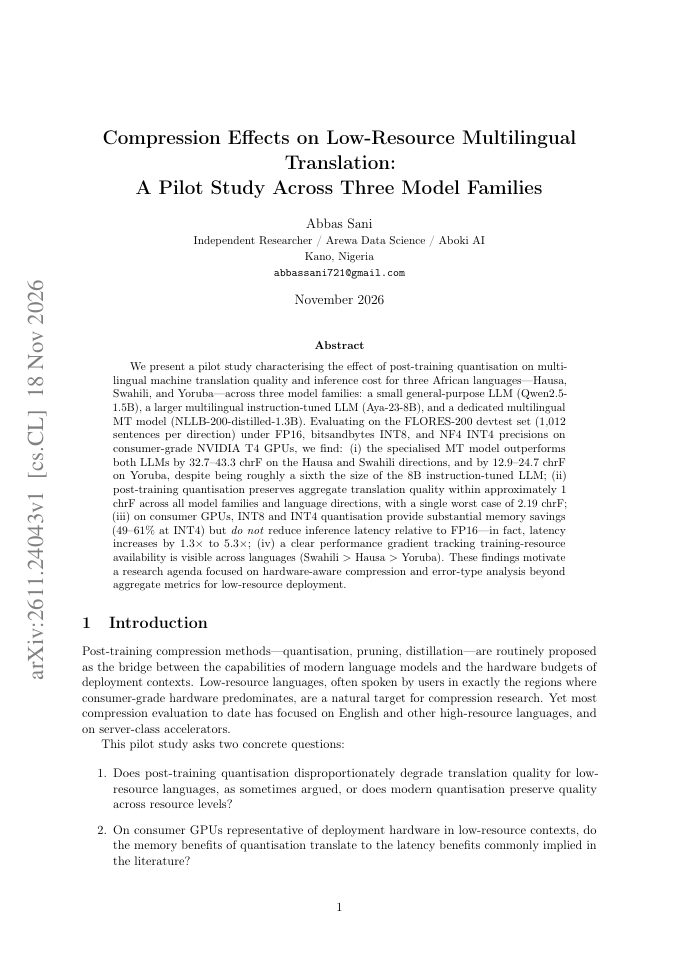 Compression Effects on Low-Resource Multilingual
Translation:
A Pilot Study Across Three Model Families
Abbas Sani
Independent Researcher / Arewa Data Science / Aboki AI
Kano, Nigeria
abbassani721@gmail.com
November 2026
Abstract
We present a pilot study characterising the effect of post-training quantisation on multi-
lingual machine translation quality and inference cost for three African languages—Hausa,
Swahili, and Yoruba—across three model families: a small general-purpose LLM (Qwen2.5-
1.5B), a larger multilingual instruction-tuned LLM (Aya-23-8B), and a dedicated multilingual
MT model (NLLB-200-distilled-1.3B). Evaluating on the FLORES-200 devtest set (1,012
sentences per direction) under FP16, bitsandbytes INT8, and NF4 INT4 precisions on
consumer-grade NVIDIA T4 GPUs, we find: (i) the specialised MT model outperforms
both LLMs by 32.7–43.3 chrF on the Hausa and Swahili directions, and by 12.9–24.7 chrF
on Yoruba, despite being roughly a sixth the size of the 8B instruction-tuned LLM; (ii)
post-training quantisation preserves aggregate translation quality within approximately 1
chrF across all model families and language directions, with a single worst case of 2.19 chrF;
(iii) on consumer GPUs, INT8 and INT4 quantisation provide substantial memory savings
(49–61% at INT4) but do not reduce inference latency relative to FP16—in fact, latency
increases by 1.3× to 5.3×; (iv) a clear performance gradient tracking training-resource
availability is visible across languages (Swahili > Hausa > Yoruba). These findings motivate
a research agenda focused on hardware-aware compression and error-type analysis beyond
aggregate metrics for low-resource deployment.
1 Introduction
Post-training compression methods—quantisation, pruning, distillation—are routinely proposed
as the bridge between the capabilities of modern language models and the hardware budgets of
deployment contexts. Low-resource languages, often spoken by users in exactly the regions where
consumer-grade hardware predominates, are a natural target for compression research. Yet most
compression evaluation to date has focused on English and other high-resource languages, and
on server-class accelerators.
This pilot study asks two concrete questions:
1. Does post-training quantisation disproportionately degrade translation quality for low-
resource languages, as sometimes argued, or does modern quantisation preserve quality
across resource levels?
2. On consumer GPUs representative of deployment hardware in low-resource contexts, do
the memory benefits of quantisation translate to the latency benefits commonly implied in
the literature?
1
arXiv:2611.24043v1 [cs.CL] 18 Nov 2026